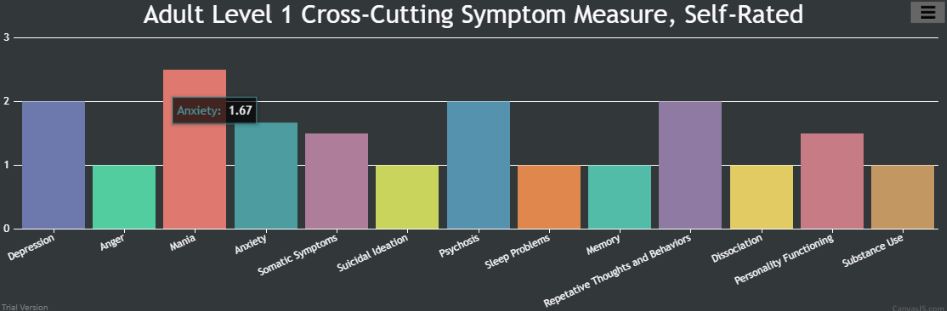 Adult Level 1 Cross-Cutting Symptom Measure, Self-Rated
3
2
1
0
Anxiety: 1.67
Depression
Anger
Mania
Anxiety
Somatic Symptoms
Suicidal Ideation
Psychosis
Sleep Problems
Memory
Repetative Thoughts and Behaviors
Dissociation
Personality Functioning
Substance Use
Trial Version
CanvasJS.com